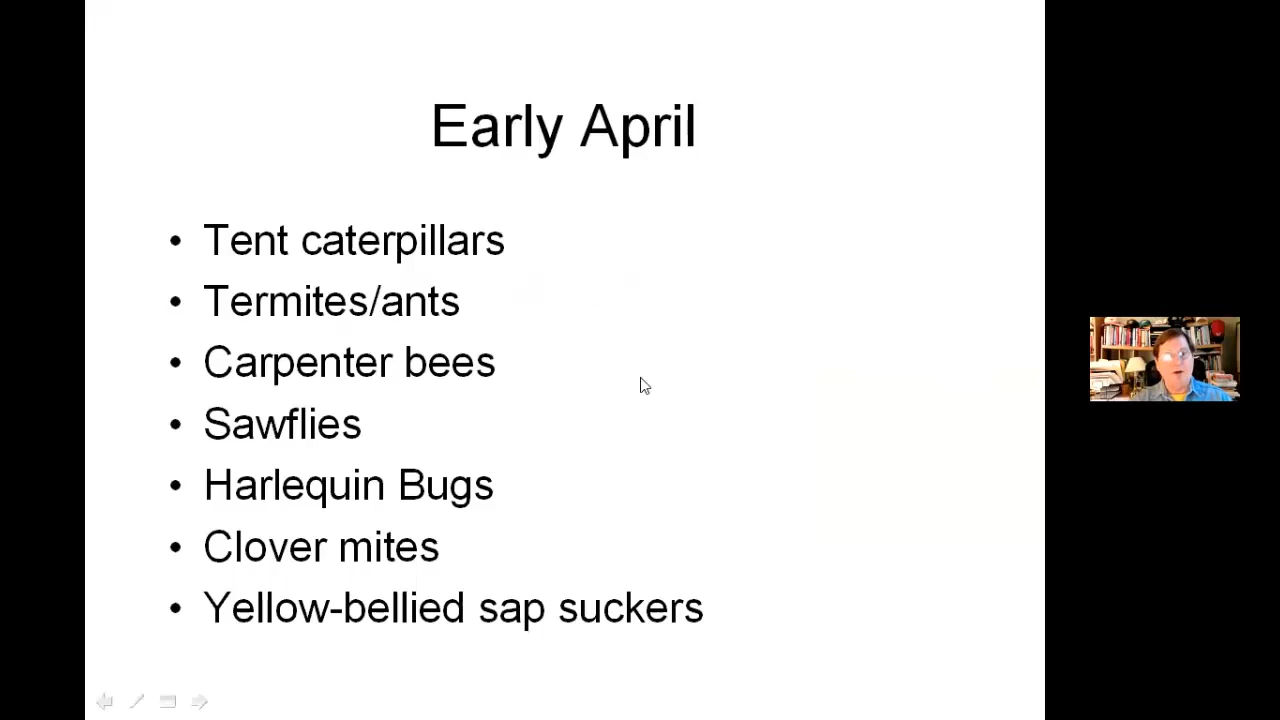 Early April
• Tent caterpillars
• Termites/ants
• Carpenter bees
• Sawflies
• Harlequin Bugs
• Clover mites
• Yellow-bellied sap suckers